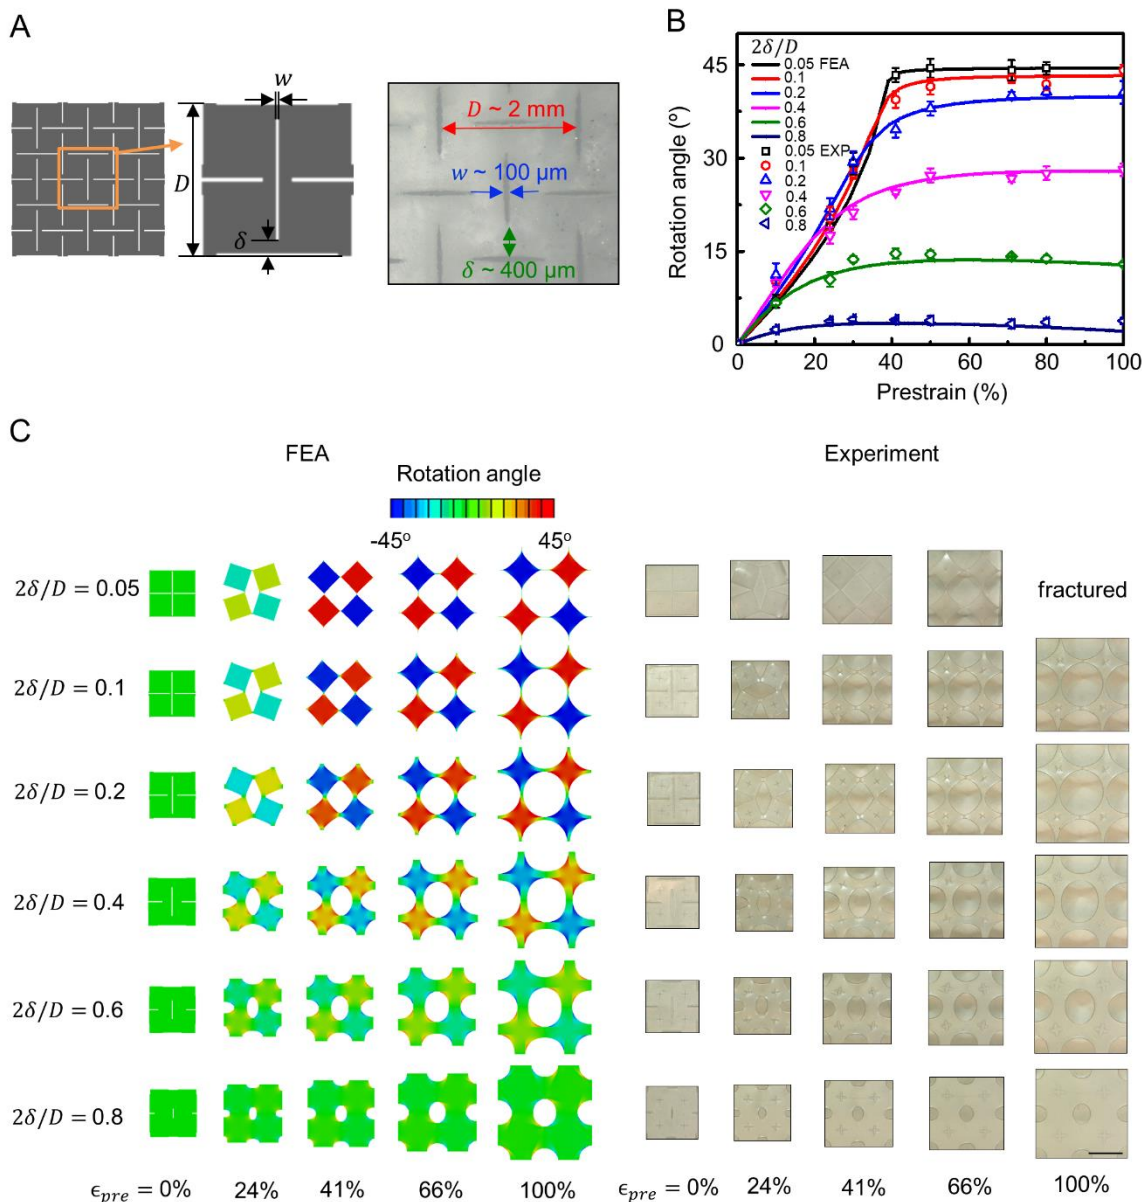 A
w
D
δ
D ~ 2 mm
w ~ 100 μm
δ ~ 400 μm
B
2δ/D
0.05 FEA
0.1
0.2
0.4
0.6
0.8
0.05 EXP
0.1
0.2
0.4
0.6
0.8
45
30
15
0
Rotation angle (º)
0 20 40 60 80 100
Prestrain (%)
C
FEA
Experiment
Rotation angle
-45º 45º
2δ/D = 0.05
fractured
2δ/D = 0.1
2δ/D = 0.2
2δ/D = 0.4
2δ/D = 0.6
2δ/D = 0.8
ϵpre = 0% 24% 41% 66% 100% ϵpre = 0% 24% 41% 66% 100%